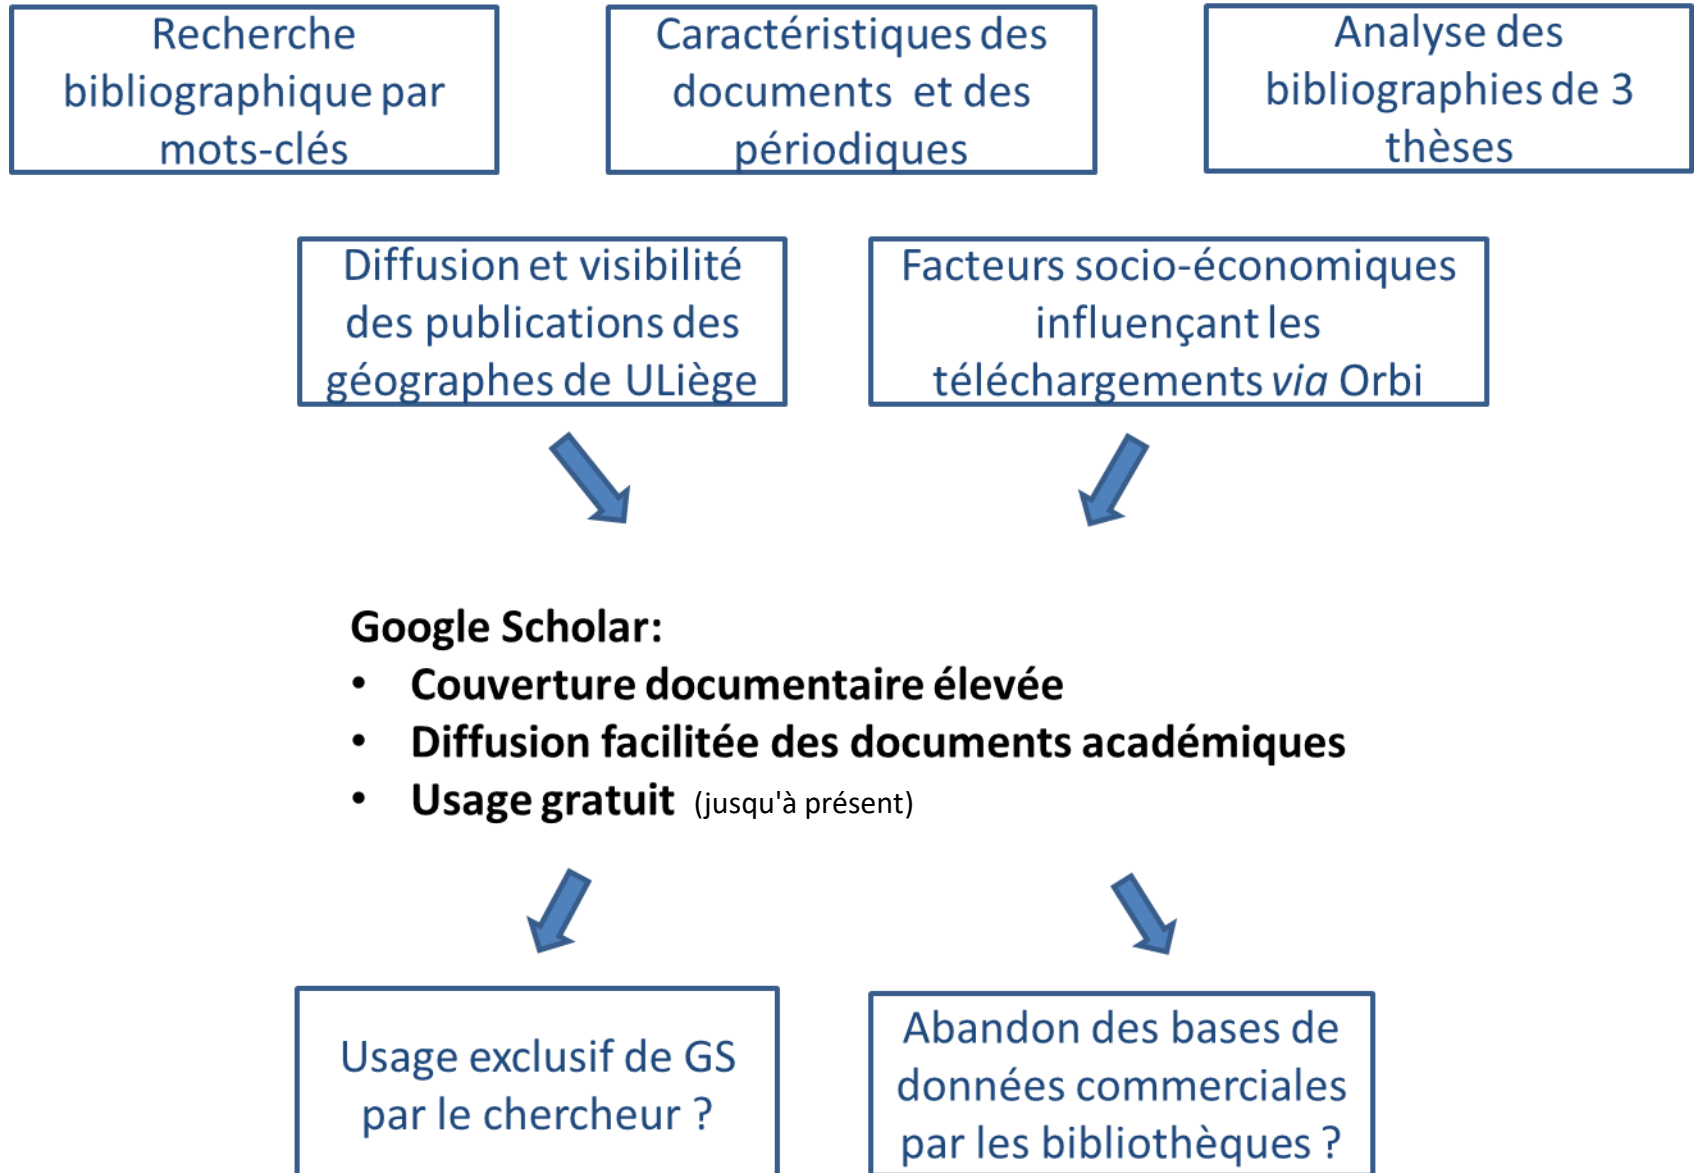 Recherche
bibliographique par
mots-clés
Caractéristiques des
documents et des
périodiques
Analyse des
bibliographies de 3
thèses
Diffusion et visibilité
des publications des
géographes de ULiège
Facteurs socio-économiques
influençant les
téléchargements via Orbi
Google Scholar:
• Couverture documentaire élevée
• Diffusion facilitée des documents académiques
• Usage gratuit (jusqu'à présent)
Usage exclusif de GS
par le chercheur ?
Abandon des bases de
données commerciales
par les bibliothèques ?